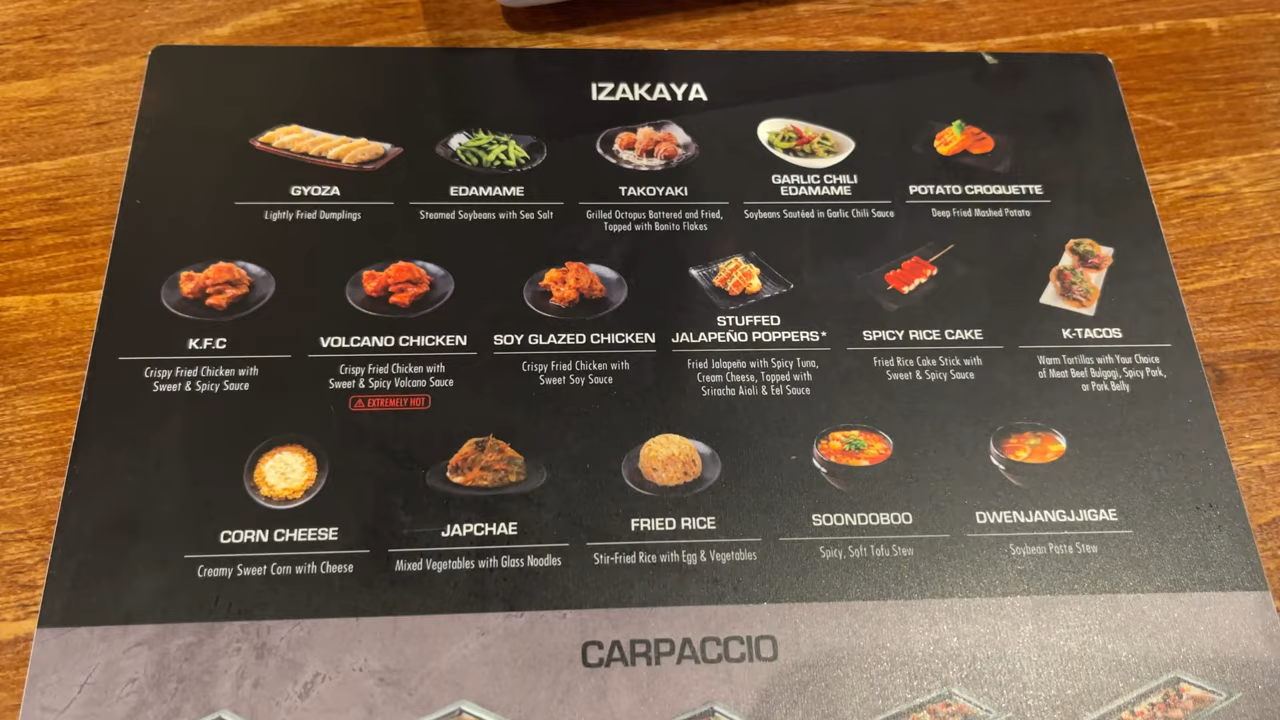 IZAKAYA
GYOZA
Lightly Fried Dumplings
EDAMAME
Steamed Soybeans with Sea Salt
TAKOYAKI
Grilled Octopus Battered and Fried,
Topped with Bonito Flakes
GARLIC CHILI
EDAMAME
Soybeans Sautéed in Garlic Chili Sauce
POTATO CROQUETTE
Deep Fried Mashed Potato
K.F.C
Crispy Fried Chicken with
Sweet & Spicy Sauce
VOLCANO CHICKEN
Crispy Fried Chicken with
Sweet & Spicy Volcano Sauce
⚠ EXTREMELY HOT
SOY GLAZED CHICKEN
Crispy Fried Chicken with
Sweet Soy Sauce
STUFFED
JALAPEÑO POPPERS*
Fried Jalapeño with Spicy Tuna,
Cream Cheese, Topped with
Sriracha Aioli & Eel Sauce
SPICY RICE CAKE
Fried Rice Cake Stick with
Sweet & Spicy Sauce
K-TACOS
Warm Tortillas with Your Choice
of Meat Beef Bulgogi, Spicy Pork,
or Pork Belly
CORN CHEESE
Creamy Sweet Corn with Cheese
JAPCHAE
Mixed Vegetables with Glass Noodles
FRIED RICE
Stir-Fried Rice with Egg & Vegetables
SOONDOBOO
Spicy, Soft Tofu Stew
DWENJANGJJIGAE
Soybean Paste Stew
CARPACCIO